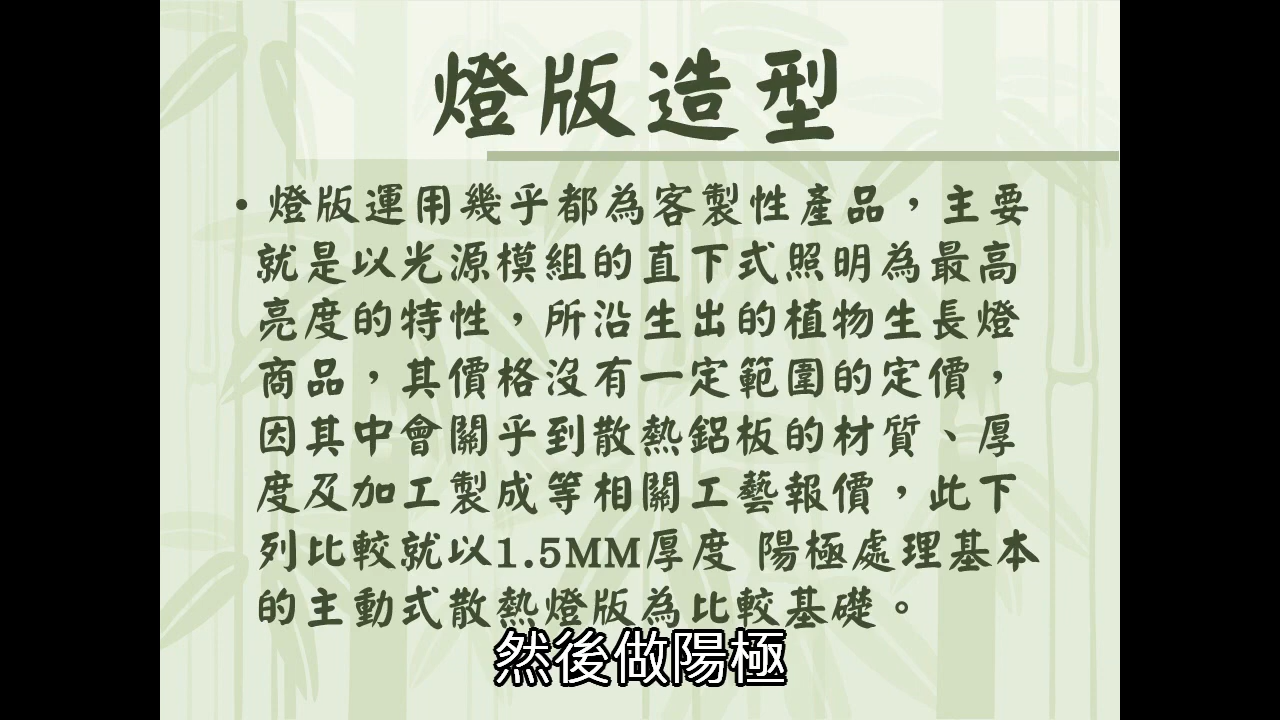 燈版造型
•燈版運用幾乎都為客製性產品，主要
就是以光源模組的直下式照明為最高
亮度的特性，所沿生出的植物生長燈
商品，其價格沒有一定範圍的定價，
因其中會關乎到散熱鋁板的材質、厚
度及加工製成等相關工藝報價，此下
列比較就以1.5MM厚度 陽極處理基本
的主動式散熱燈版為比較基礎。
然後做陽極